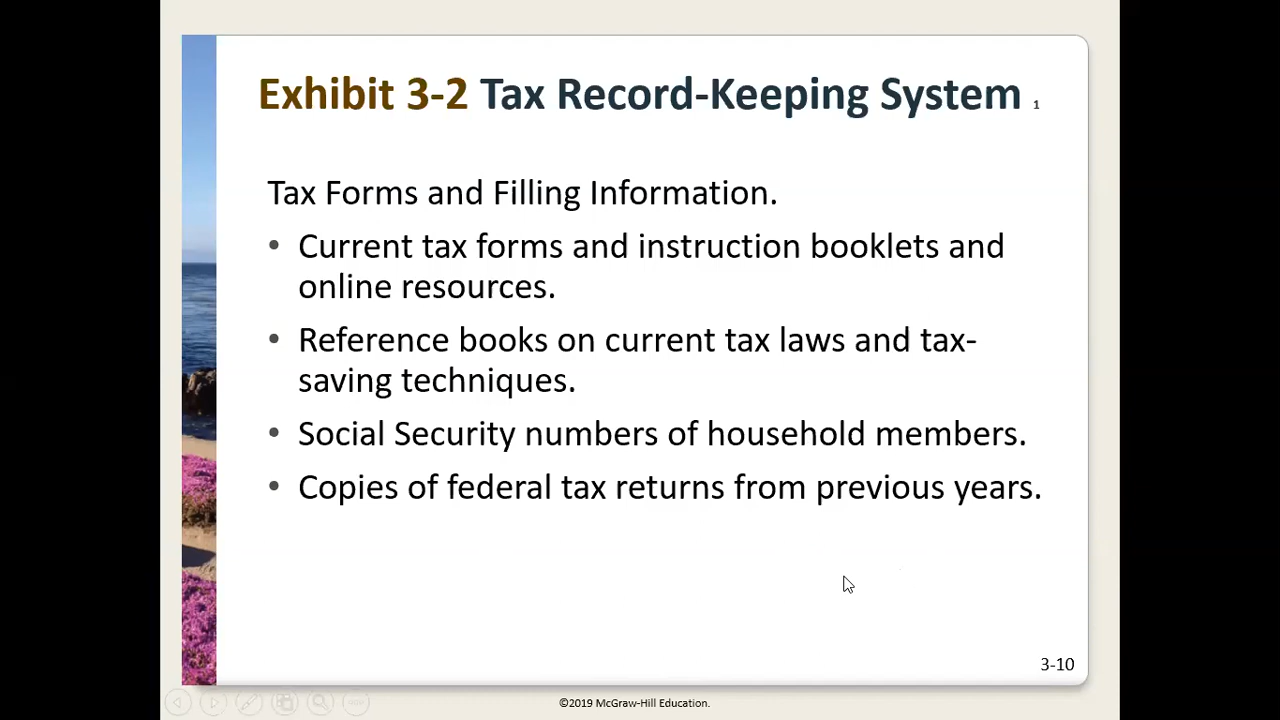 Exhibit 3-2 Tax Record-Keeping System 1
Tax Forms and Filling Information.
• Current tax forms and instruction booklets and
online resources.
• Reference books on current tax laws and tax-
saving techniques.
• Social Security numbers of household members.
• Copies of federal tax returns from previous years.
3-10
©2019 McGraw-Hill Education.